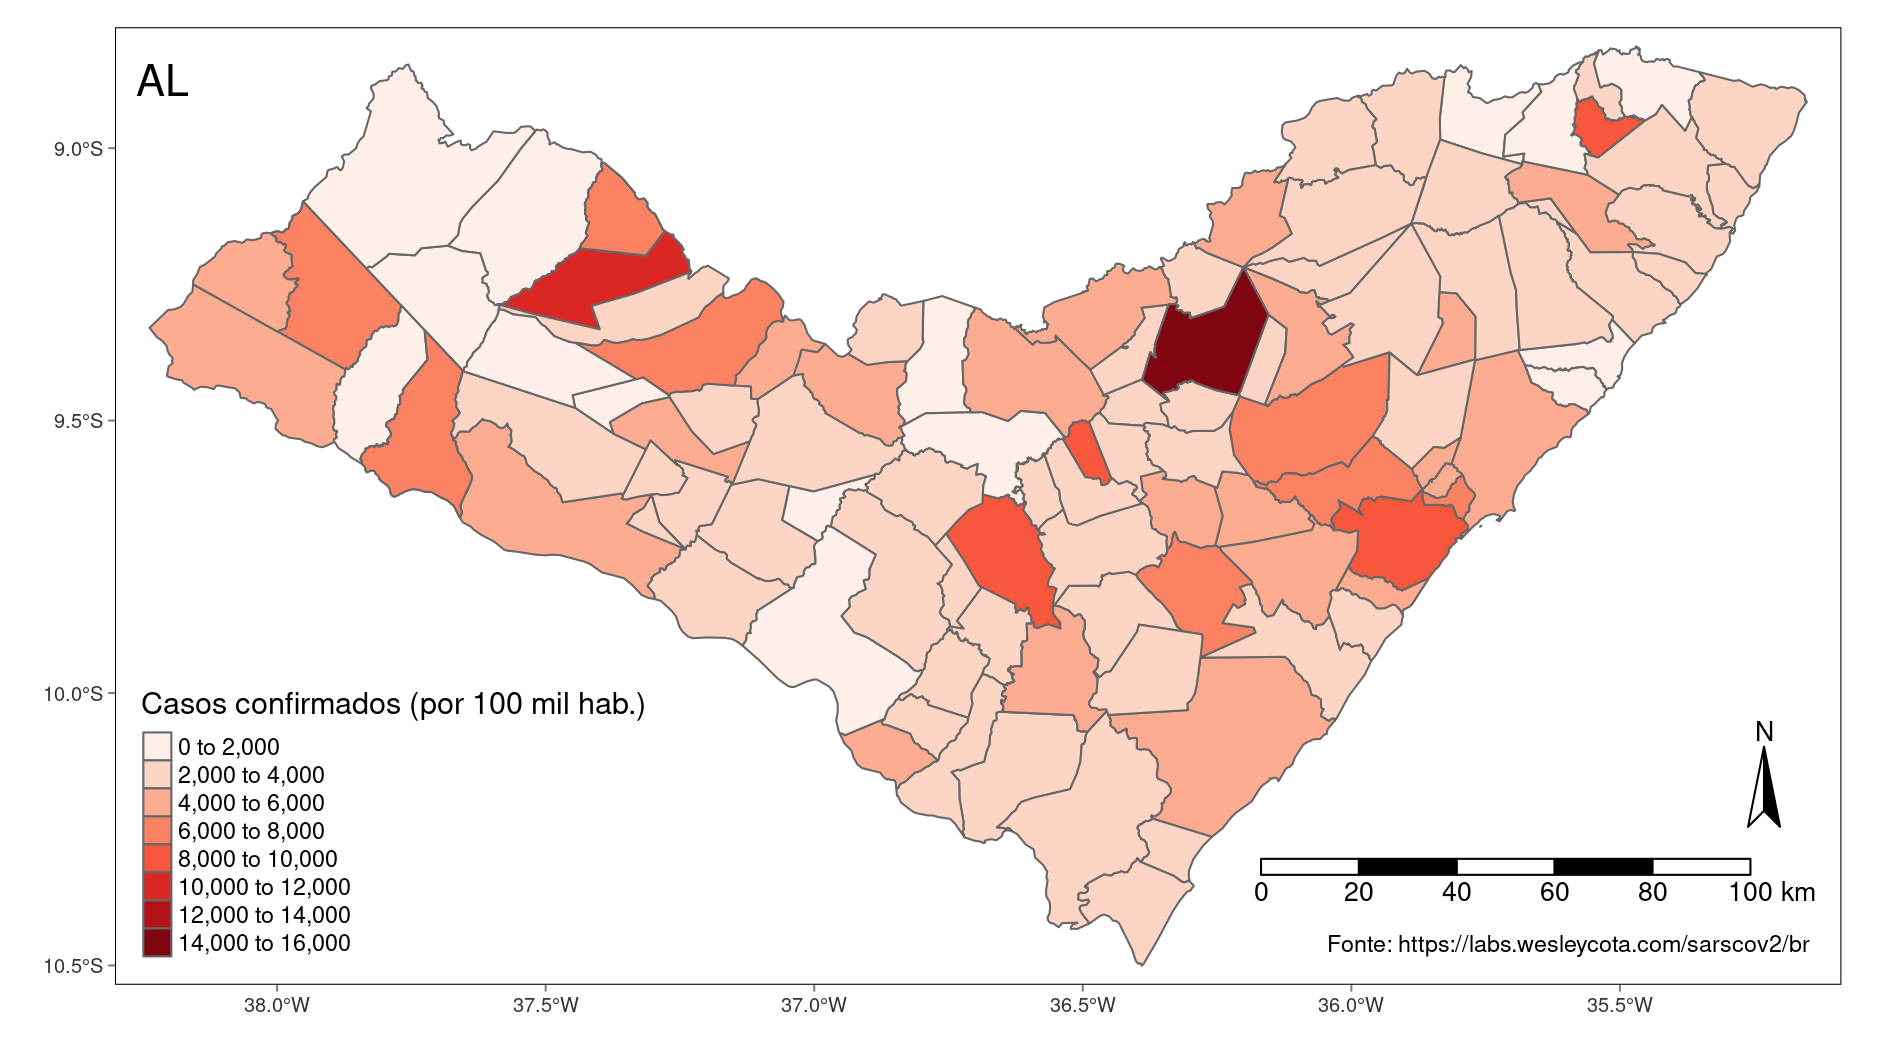 AL
9.0°S
9.5°S
10.0°S
10.5°S
Casos confirmados (por 100 mil hab.)
0 to 2,000
2,000 to 4,000
4,000 to 6,000
6,000 to 8,000
8,000 to 10,000
10,000 to 12,000
12,000 to 14,000
14,000 to 16,000
N
0 20 40 60 80 100 km
Fonte: https://labs.wesleycota.com/sarscov2/br
38.0°W 37.5°W 37.0°W 36.5°W 36.0°W 35.5°W